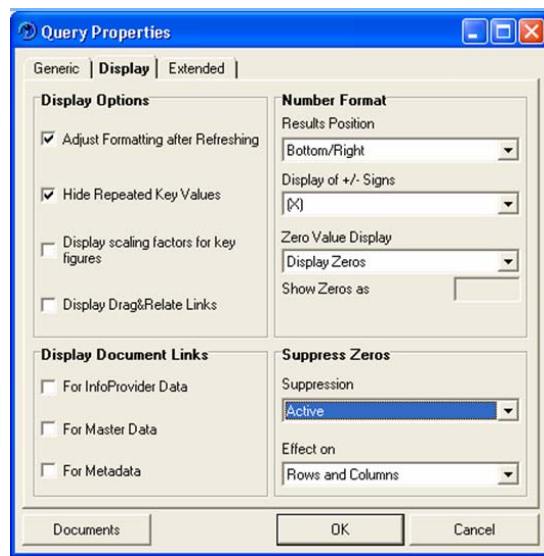 Query Properties
Generic
Display
Extended
Display Options
Adjust Formatting after Refreshing
Hide Repeated Key Values
Display scaling factors for key
figures
Display Drag&Relate Links
Number Format
Results Position
Bottom/Right
Display of +/- Signs
(X)
Zero Value Display
Display Zeros
Show Zeros as
Display Document Links
For InfoProvider Data
For Master Data
For Metadata
Suppress Zeros
Suppression
Active
Effect on
Rows and Columns
Documents
OK
Cancel